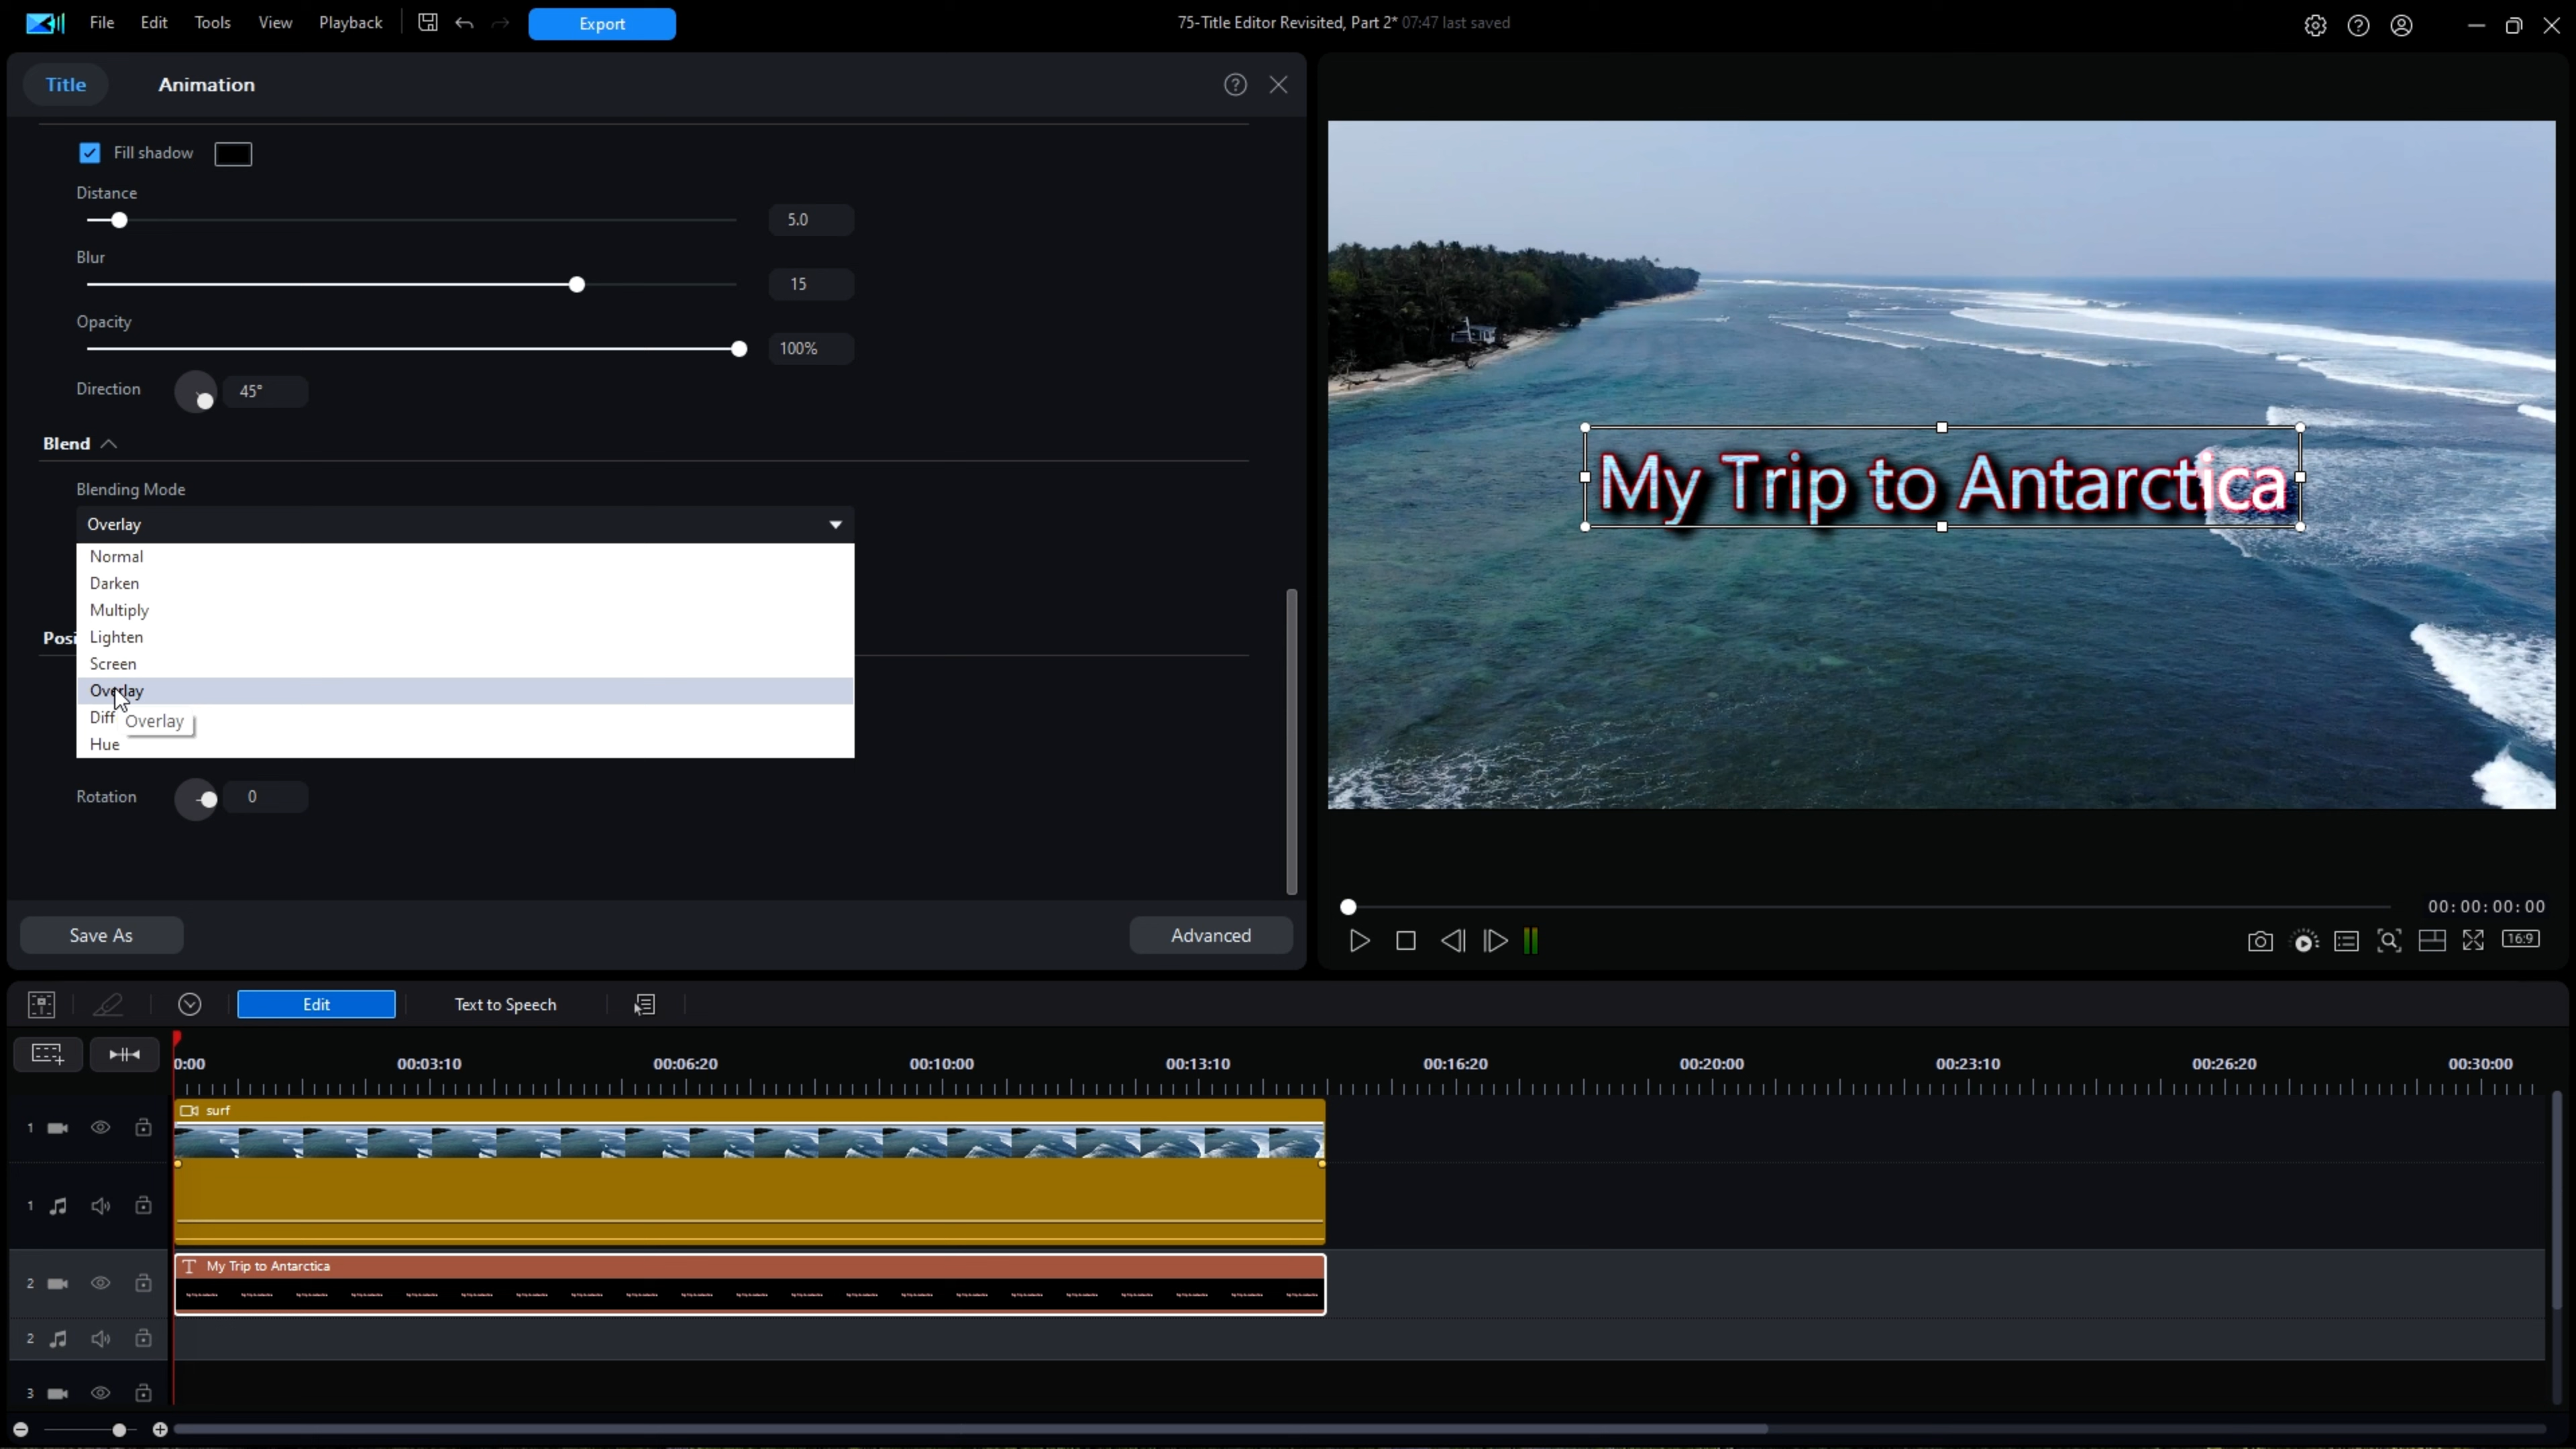 File Edit Tools View Playback Export 75-Title Editor Revisited, Part 2* 07:47 last saved
Title Animation
Fill shadow
Distance
5.0
Blur
15
Opacity
100%
Direction 45°
Blend
Blending Mode
Overlay
Normal
Darken
Multiply
Lighten
Posi
Screen
Overlay
Diff
Overlay
Hue
Rotation 0
Save As Advanced
My Trip to Antarctica
00:00:00:00
16:9
Edit Text to Speech
0:00 00:03:10 00:06:20 00:10:00 00:13:10 00:16:20 00:20:00 00:23:10 00:26:20 00:30:00
surf
1
1
My Trip to Antarctica
2
2
3